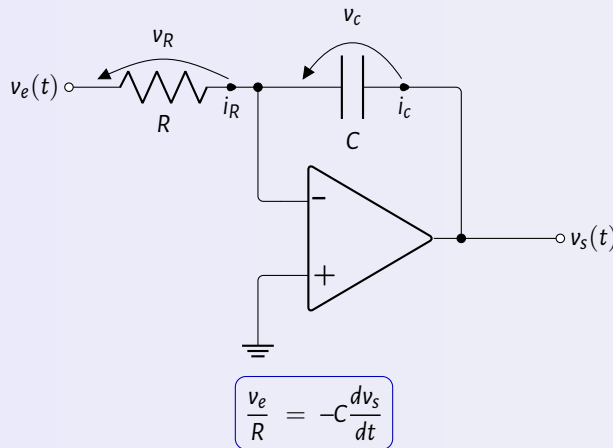 v_c
v_R
v_e(t)
R
i_R
i_c
C
−
v_s(t)
+
v_e/R = −C dv_s/dt